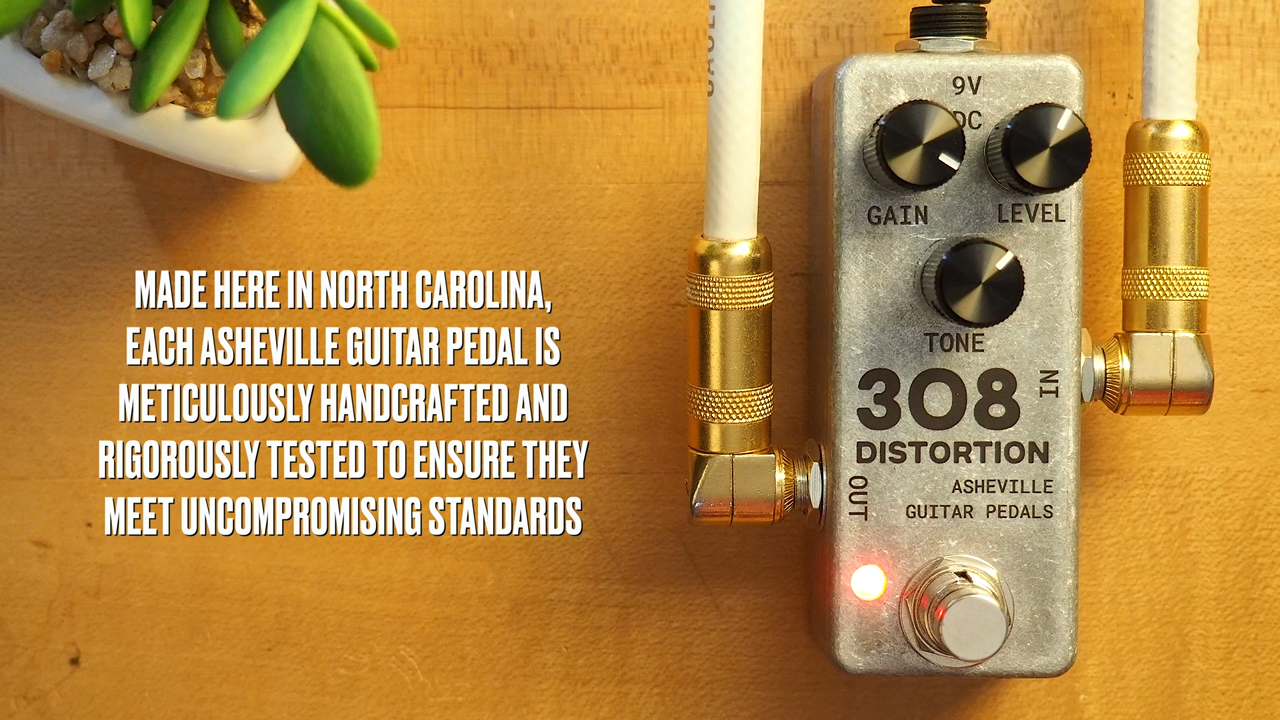 MADE HERE IN NORTH CAROLINA,
EACH ASHEVILLE GUITAR PEDAL IS
METICULOUSLY HANDCRAFTED AND
RIGOROUSLY TESTED TO ENSURE THEY
MEET UNCOMPROMISING STANDARDS
9V
DC
GAIN
LEVEL
TONE
IN
308
DISTORTION
OUT
ASHEVILLE
GUITAR PEDALS